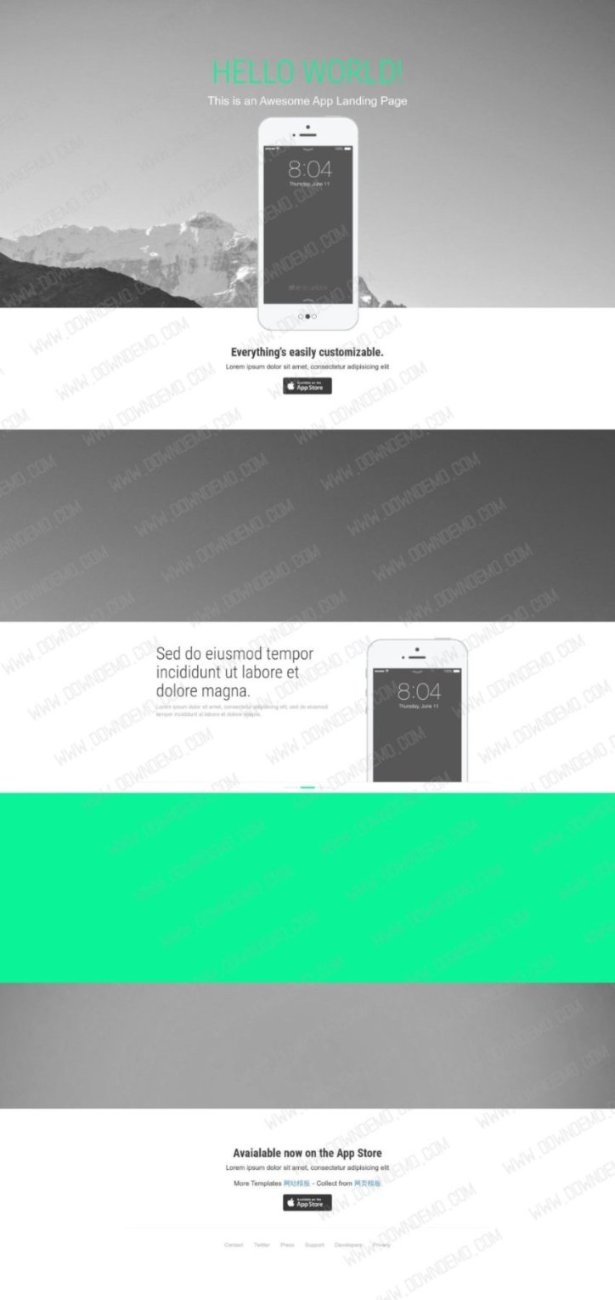 HELLO WORLD!
This is an Awesome App Landing Page
8:04
Thursday, June 11
Everything's easily customizable.
Lorem ipsum dolor sit amet, consectetur adipisicing elit
Available on the
App Store
Sed do eiusmod tempor
incididunt ut labore et
dolore magna.
Lorem ipsum dolor sit amet, consectetur adipisicing elit, sed do eiusmod
tempor incididunt ut labore et dolore magna.
8:04
Thursday, June 11
Avaialable now on the App Store
Lorem ipsum dolor sit amet, consectetur adipisicing elit
More Templates 网站模板 - Collect from 网页模板
Available on the
App Store
Contact Twitter Press Support Developers Privacy
WWW.DOWNDEMO.COM